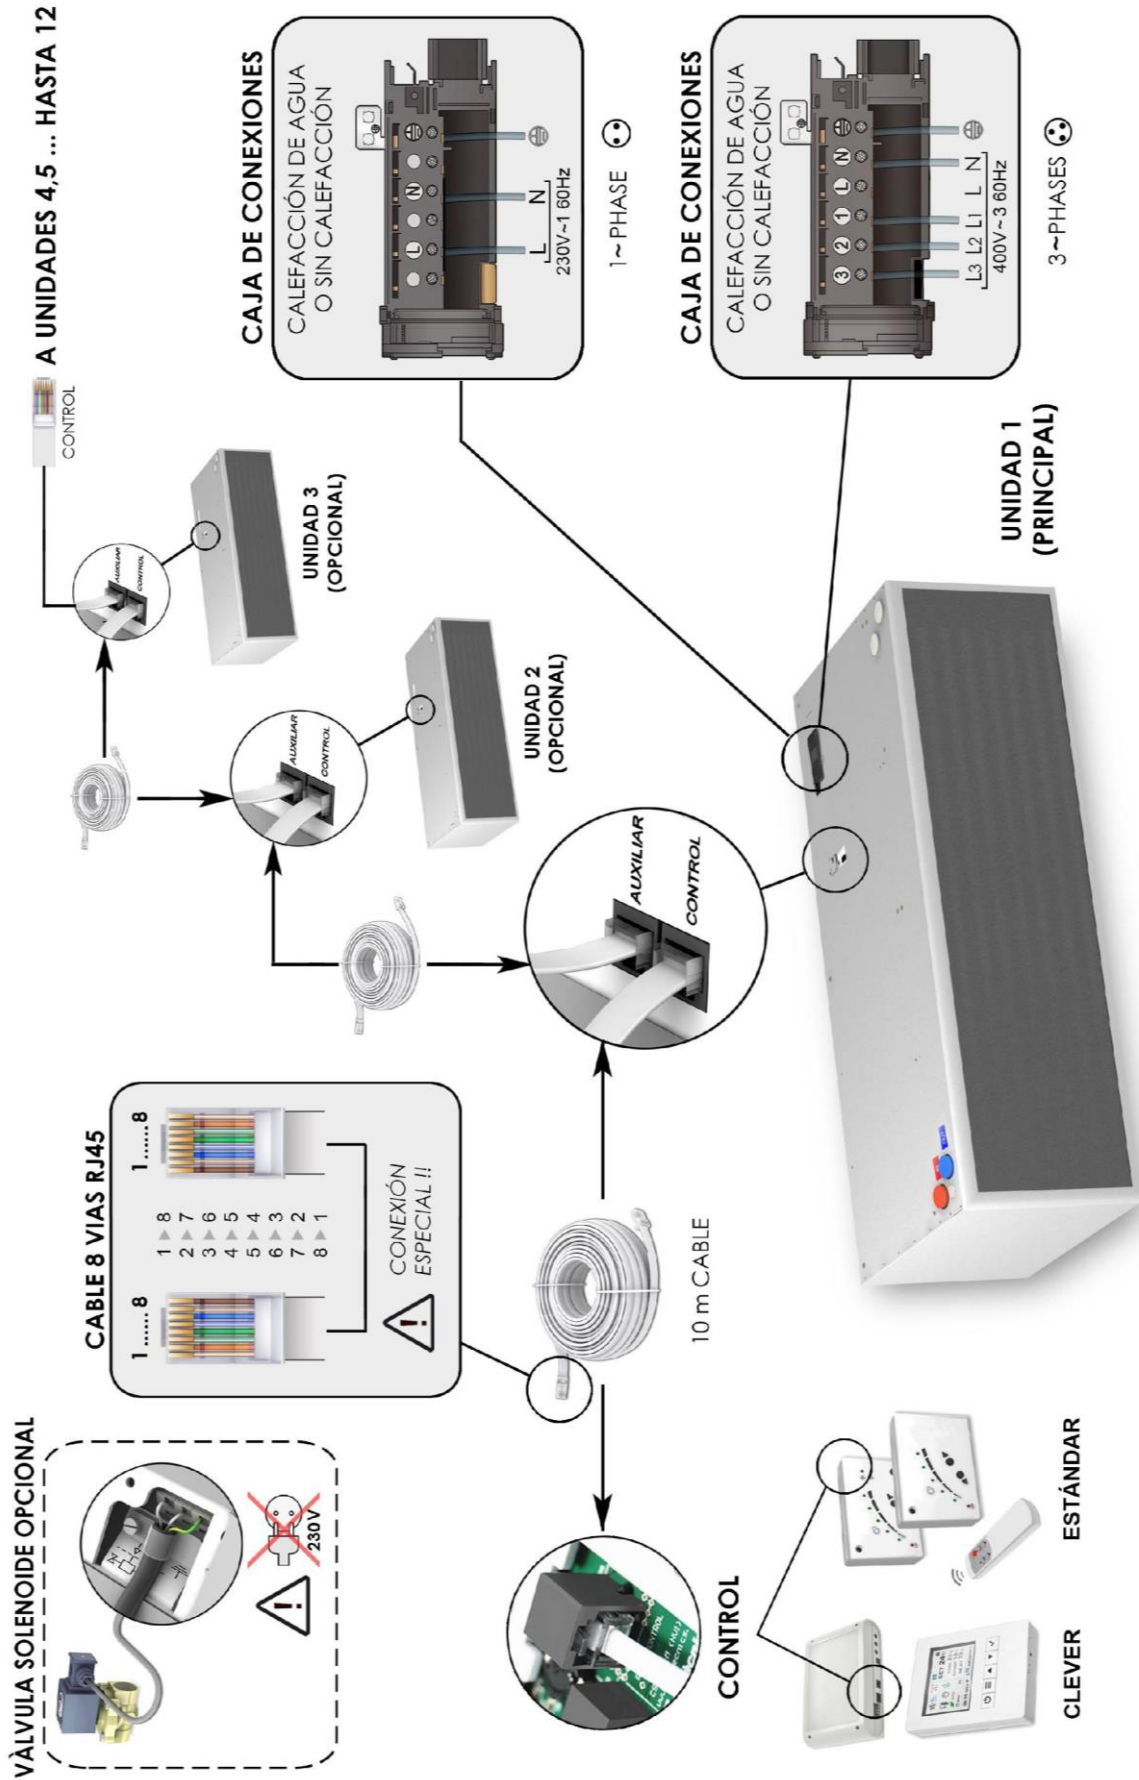 VÀLVULA SOLENOIDE OPCIONAL
230V
CABLE 8 VIAS RJ45
1 ...... 8
1 ...... 8
1 ▶ 8
2 ▶ 7
3 ▶ 6
4 ▶ 5
5 ▶ 4
6 ▶ 3
7 ▶ 2
8 ▶ 1
CONEXIÓN
ESPECIAL !!
10 m CABLE
CONTROL
CLEVER
ESTÁNDAR
AUXILIAR
CONTROL
AUXILIAR
CONTROL
UNIDAD 2
(OPCIONAL)
AUXILIAR
CONTROL
UNIDAD 3
(OPCIONAL)
CONTROL
A UNIDADES 4,5 ... HASTA 12
CAJA DE CONEXIONES
CALEFACCIÓN DE AGUA
O SIN CALEFACCIÓN
L N
L N
230V~1 60Hz
1~PHASE
CAJA DE CONEXIONES
CALEFACCIÓN DE AGUA
O SIN CALEFACCIÓN
3 2 1 L N
L3 L2 L1 L N
400V~3 60Hz
3~PHASES
UNIDAD 1
(PRINCIPAL)